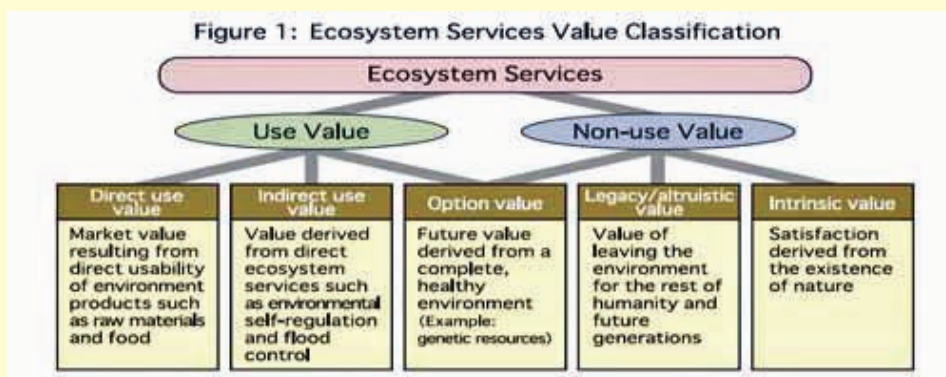 Figure 1: Ecosystem Services Value Classification
Ecosystem Services
Use Value
Non-use Value
Direct use
value
Market value
resulting from
direct usability
of environment
products such
as raw materials
and food
Indirect use
value
Value derived
from direct
ecosystem
services such
as environmental
self-regulation
and flood
control
Option value
Future value
derived from a
complete,
healthy
environment
(Example:
genetic resources)
Legacy/altruistic
value
Value of
leaving the
environment
for the rest of
humanity and
future
generations
Intrinsic value
Satisfaction
derived from
the existence
of nature